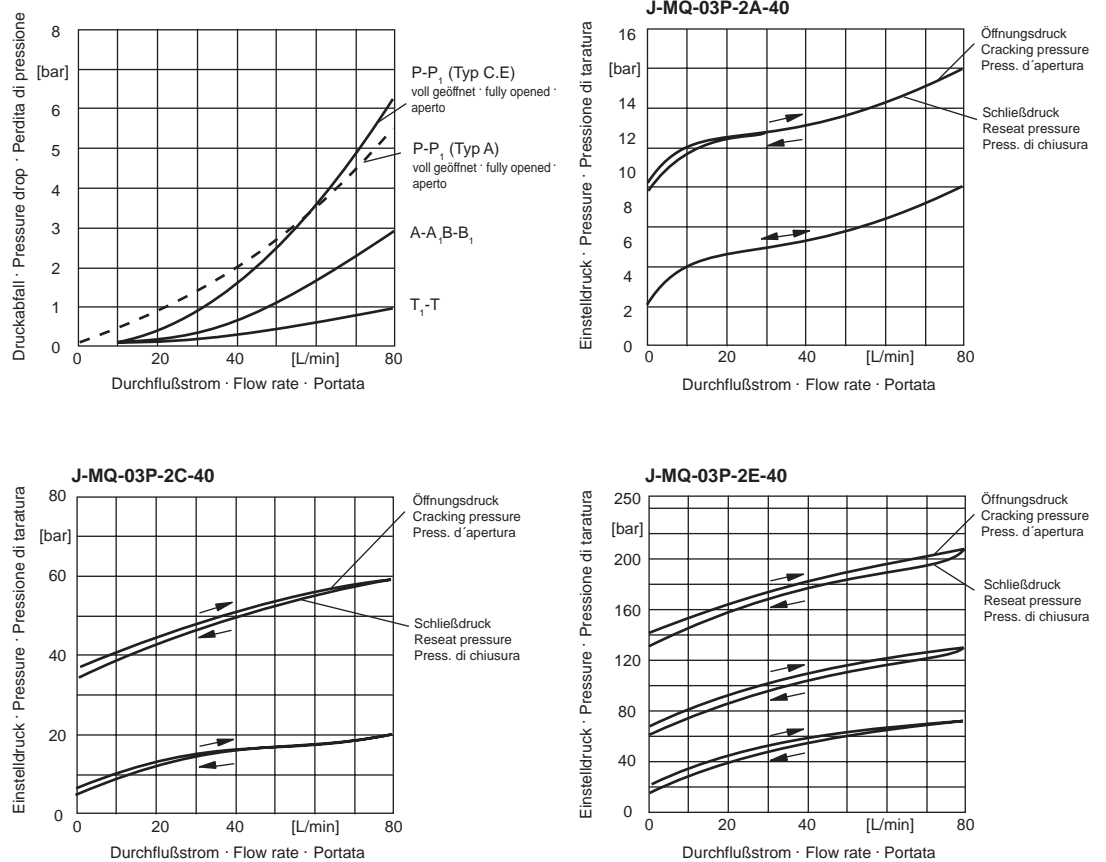 Druckabfall · Pressure drop · Perdita di pressione
8
[bar]
6
5
4
3
2
1
0
0
20
40
[L/min]
80
Durchflußstrom · Flow rate · Portata
P-P1 (Typ C.E)
voll geöffnet · fully opened ·
aperto
P-P1 (Typ A)
voll geöffnet · fully opened ·
aperto
A-A1B-B1
T1-T
J-MQ-03P-2A-40
Einstelldruck · Pressure · Pressione di taratura
16
[bar]
14
12
10
8
6
4
2
0
0
20
40
[L/min]
80
Durchflußstrom · Flow rate · Portata
Öffnungsdruck
Cracking pressure
Press. d´apertura
Schließdruck
Reseat pressure
Press. di chiusura
J-MQ-03P-2C-40
Einstelldruck · Pressure · Pressione di taratura
80
[bar]
60
40
20
0
0
20
40
[L/min]
80
Durchflußstrom · Flow rate · Portata
Öffnungsdruck
Cracking pressure
Press. d´apertura
Schließdruck
Reseat pressure
Press. di chiusura
J-MQ-03P-2E-40
Einstelldruck · Pressure · Pressione di taratura
250
[bar]
200
160
120
80
40
0
0
20
40
[L/min]
80
Durchflußstrom · Flow rate · Portata
Öffnungsdruck
Cracking pressure
Press. d´apertura
Schließdruck
Reseat pressure
Press. di chiusura